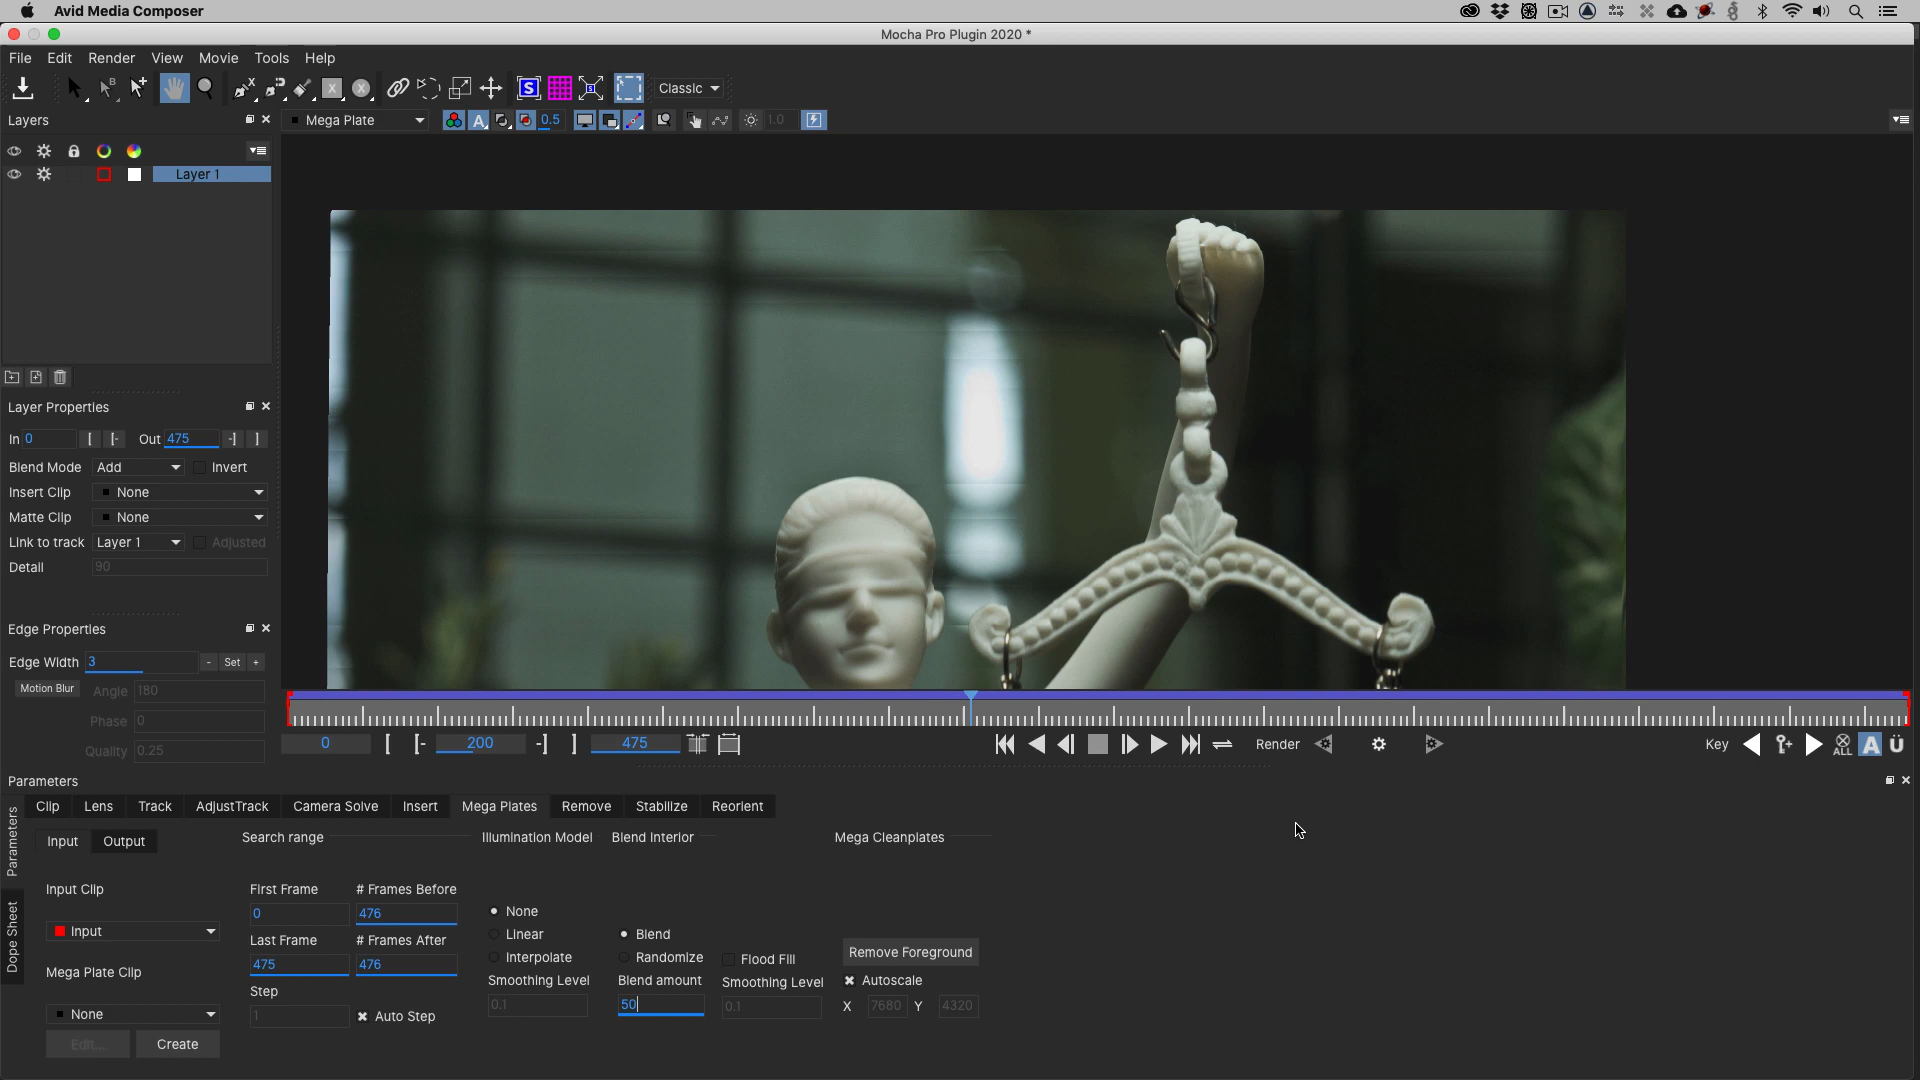 Avid Media Composer
Mocha Pro Plugin 2020 *
File Edit Render View Movie Tools Help
Classic
Layers
Mega Plate
0.5
1.0
Layer 1
Layer Properties
In 0 [ [- Out 475 -] ]
Blend Mode Add Invert
Insert Clip None
Matte Clip None
Link to track Layer 1 Adjusted
Detail 90
Edge Properties
Edge Width 3 - Set +
Motion Blur Angle 180
Phase 0
Quality 0.25
0 [ [- 200 -] ] 475 Render Key ALL A Ü
Parameters
Clip Lens Track AdjustTrack Camera Solve Insert Mega Plates Remove Stabilize Reorient
Parameters
Dope Sheet
Input Output Search range Illumination Model Blend Interior Mega Cleanplates
Input Clip First Frame # Frames Before
None
0 476
Input Linear Blend
Last Frame # Frames After
Interpolate Randomize Flood Fill Remove Foreground
475 476
Mega Plate Clip Smoothing Level Blend amount Smoothing Level Autoscale
Step
None 1 Auto Step 0.1 50 0.1 X 7680 Y 4320
Edit... Create